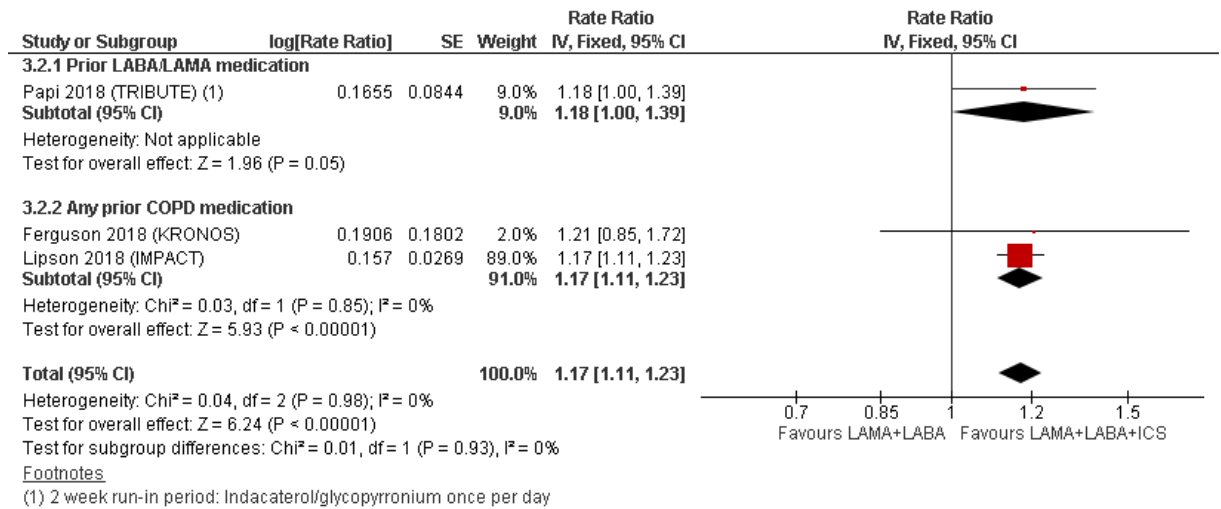 Rate Ratio Rate Ratio
Study or Subgroup log[Rate Ratio] SE Weight IV, Fixed, 95% CI IV, Fixed, 95% CI
3.2.1 Prior LABA/LAMA medication
Papi 2018 (TRIBUTE) (1) 0.1655 0.0844 9.0% 1.18 [1.00, 1.39]
Subtotal (95% CI) 9.0% 1.18 [1.00, 1.39]
Heterogeneity: Not applicable
Test for overall effect: Z = 1.96 (P = 0.05)
3.2.2 Any prior COPD medication
Ferguson 2018 (KRONOS) 0.1906 0.1802 2.0% 1.21 [0.85, 1.72]
Lipson 2018 (IMPACT) 0.157 0.0269 89.0% 1.17 [1.11, 1.23]
Subtotal (95% CI) 91.0% 1.17 [1.11, 1.23]
Heterogeneity: Chi² = 0.03, df = 1 (P = 0.85); I² = 0%
Test for overall effect: Z = 5.93 (P < 0.00001)
Total (95% CI) 100.0% 1.17 [1.11, 1.23]
Heterogeneity: Chi² = 0.04, df = 2 (P = 0.98); I² = 0%
Test for overall effect: Z = 6.24 (P < 0.00001)
Test for subgroup differences: Chi² = 0.01, df = 1 (P = 0.93), I² = 0%
0.7 0.85 1 1.2 1.5
Favours LAMA+LABA Favours LAMA+LABA+ICS
Footnotes
(1) 2 week run-in period: Indacaterol/glycopyrronium once per day